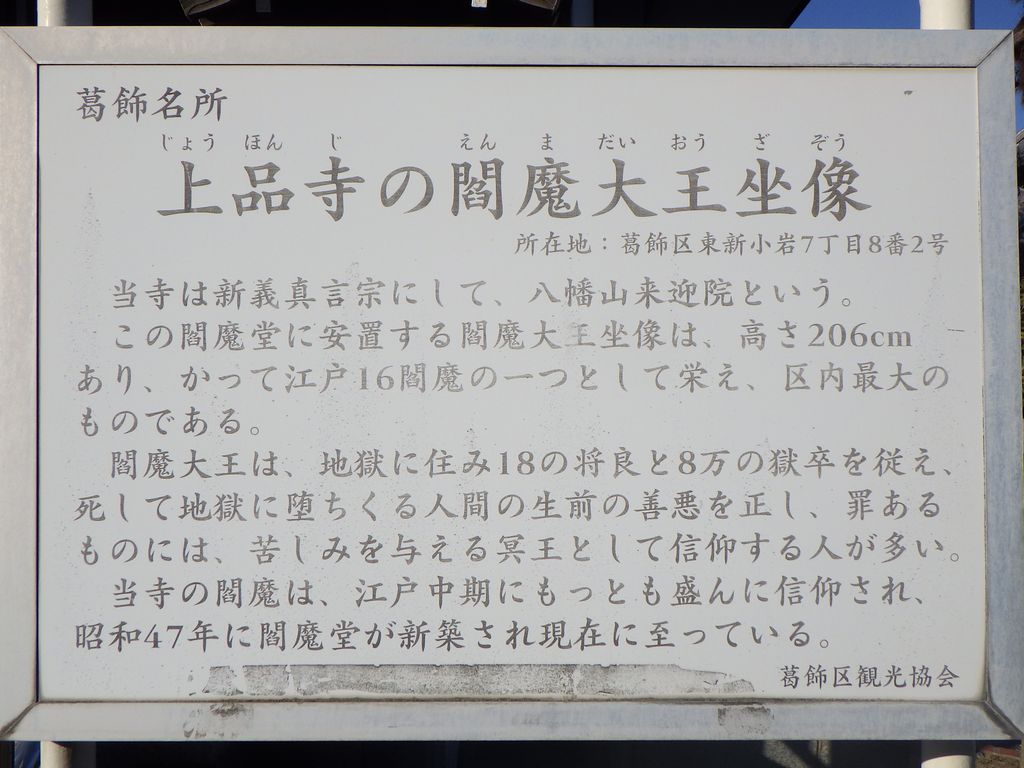 葛飾名所
じょう ほん じ えん ま だい おう ざ ぞう
上品寺の閻魔大王坐像
所在地：葛飾区東新小岩7丁目8番2号
当寺は新義真言宗にして、八幡山来迎院という。
この閻魔堂に安置する閻魔大王坐像は、高さ206cm
あり、かって江戸16閻魔の一つとして栄え、区内最大の
ものである。
閻魔大王は、地獄に住み18の将良と8万の獄卒を従え、
死して地獄に堕ちくる人間の生前の善悪を正し、罪ある
ものには、苦しみを与える冥王として信仰する人が多い。
当寺の閻魔は、江戸中期にもっとも盛んに信仰され、
昭和47年に閻魔堂が新築され現在に至っている。
葛飾区観光協会